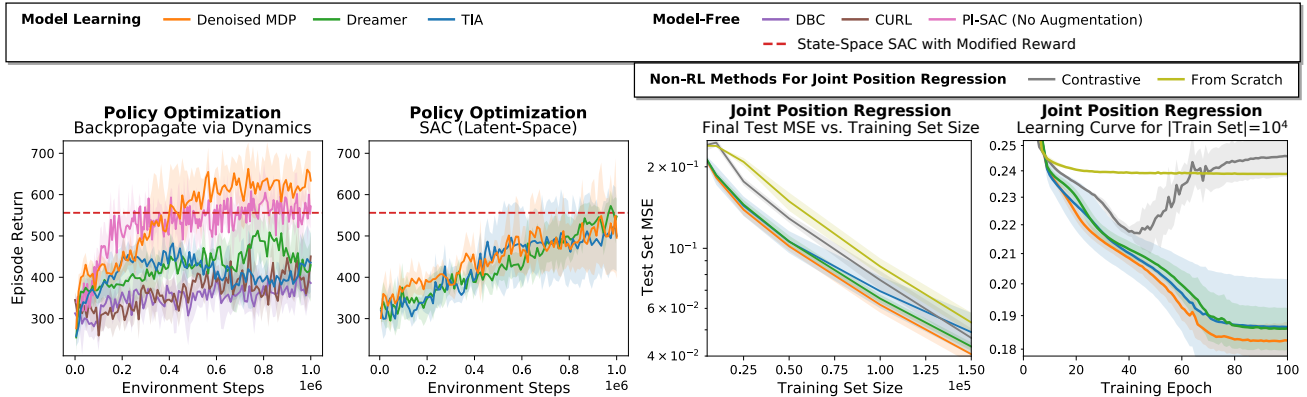 Model Learning Denoised MDP Dreamer TIA Model-Free DBC CURL PI-SAC (No Augmentation)
State-Space SAC with Modified Reward
Non-RL Methods For Joint Position Regression Contrastive From Scratch
Policy Optimization
Backpropagate via Dynamics
700
600
500
400
300
Episode Return
0.0 0.2 0.4 0.6 0.8 1.0
1e6
Environment Steps
Policy Optimization
SAC (Latent-Space)
700
600
500
400
300
0.0 0.2 0.4 0.6 0.8 1.0
1e6
Environment Steps
Joint Position Regression
Final Test MSE vs. Training Set Size
2 × 10⁻¹
10⁻¹
6 × 10⁻²
4 × 10⁻²
Test Set MSE
0.25 0.50 0.75 1.00 1.25 1.50
1e5
Training Set Size
Joint Position Regression
Learning Curve for |Train Set|=10⁴
0.25
0.24
0.22
0.21
0.20
0.19
0.18
0 20 40 60 80 100
Training Epoch